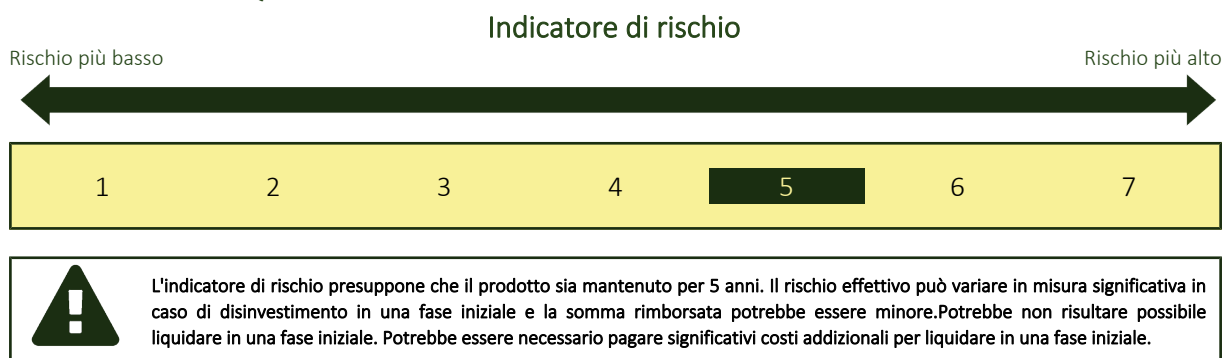 Indicatore di rischio
Rischio più basso
Rischio più alto
1 2 3 4 5 6 7
L'indicatore di rischio presuppone che il prodotto sia mantenuto per 5 anni. Il rischio effettivo può variare in misura significativa in
caso di disinvestimento in una fase iniziale e la somma rimborsata potrebbe essere minore.Potrebbe non risultare possibile
liquidare in una fase iniziale. Potrebbe essere necessario pagare significativi costi addizionali per liquidare in una fase iniziale.